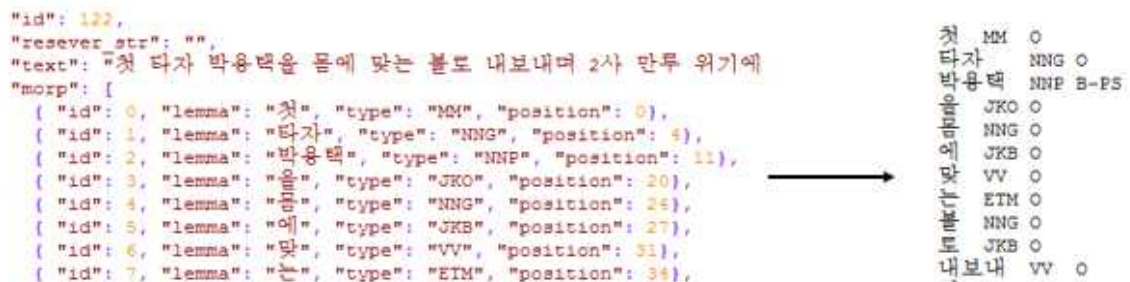 "id": 122,
"resever_str": "",
"text": "첫 타자 박용택을 몸에 맞는 볼로 내보내며 2사 만루 위기에
"morp": [
{ "id": 0, "lemma": "첫", "type": "MM", "position": 0},
{ "id": 1, "lemma": "타자", "type": "NNG", "position": 4},
{ "id": 2, "lemma": "박용택", "type": "NNP", "position": 11},
{ "id": 3, "lemma": "을", "type": "JKO", "position": 20},
{ "id": 4, "lemma": "몸", "type": "NNG", "position": 24},
{ "id": 5, "lemma": "에", "type": "JKB", "position": 27},
{ "id": 6, "lemma": "맞", "type": "VV", "position": 31},
{ "id": 7, "lemma": "는", "type": "ETM", "position": 34},
첫 MM O
타자 NNG O
박용택 NNP B-PS
을 JKO O
몸 NNG O
에 JKB O
맞 VV O
는 ETM O
볼 NNG O
로 JKB O
내보내 VV O